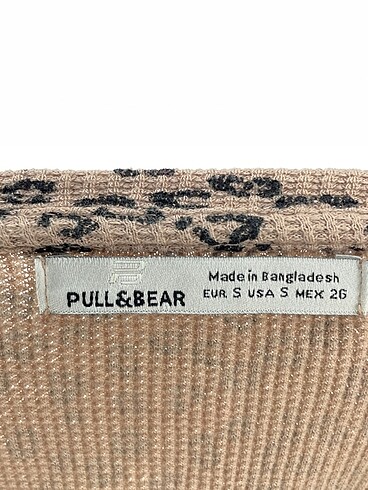 PULL&BEAR
Made in Bangladesh
EUR S USA S MEX 26